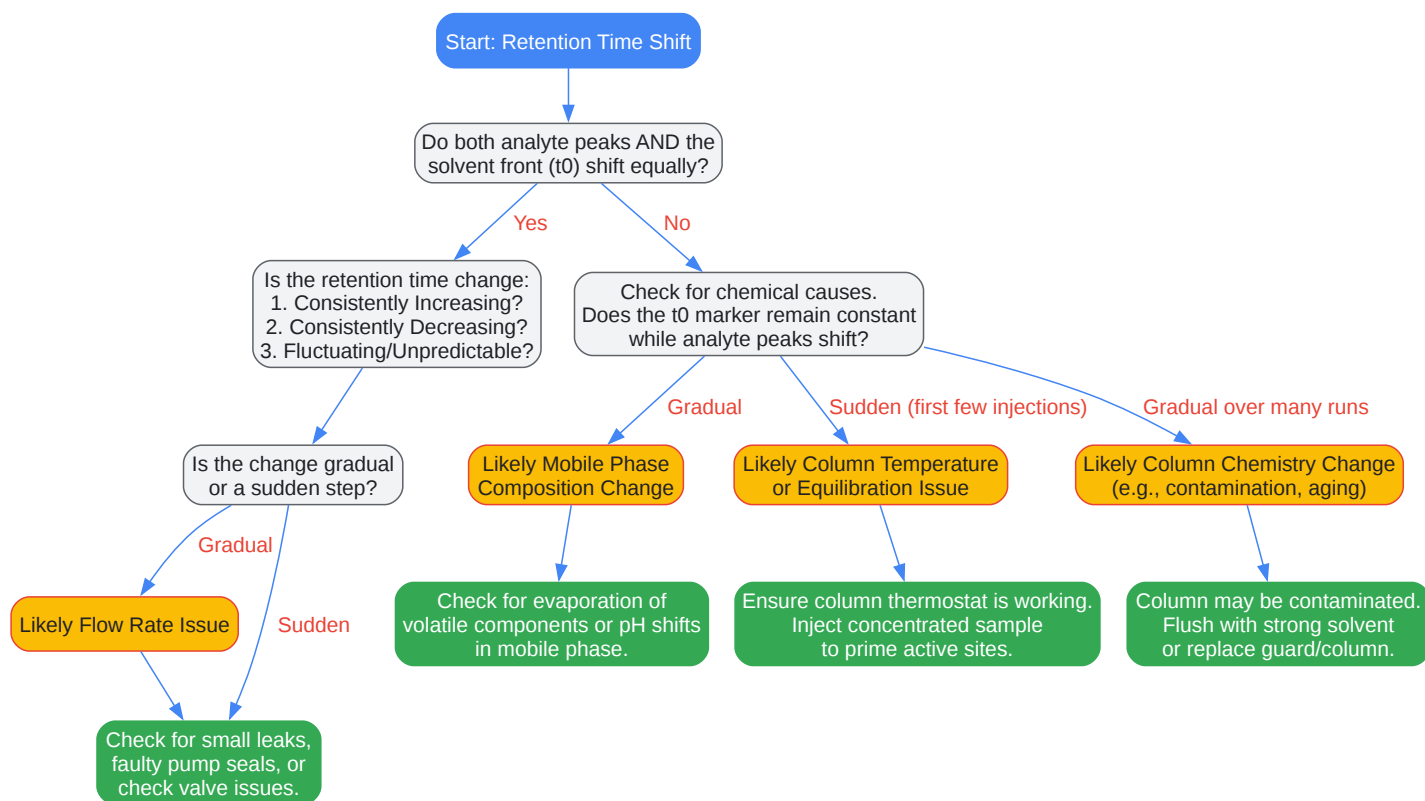 Start: Retention Time Shift
Do both analyte peaks AND the
solvent front (t0) shift equally?
Yes
No
Is the retention time change:
1. Consistently Increasing?
2. Consistently Decreasing?
3. Fluctuating/Unpredictable?
Check for chemical causes.
Does the t0 marker remain constant
while analyte peaks shift?
Gradual
Sudden (first few injections)
Gradual over many runs
Is the change gradual
or a sudden step?
Likely Mobile Phase
Composition Change
Likely Column Temperature
or Equilibration Issue
Likely Column Chemistry Change
(e.g., contamination, aging)
Gradual
Sudden
Likely Flow Rate Issue
Check for evaporation of
volatile components or pH shifts
in mobile phase.
Ensure column thermostat is working.
Inject concentrated sample
to prime active sites.
Column may be contaminated.
Flush with strong solvent
or replace guard/column.
Check for small leaks,
faulty pump seals, or
check valve issues.